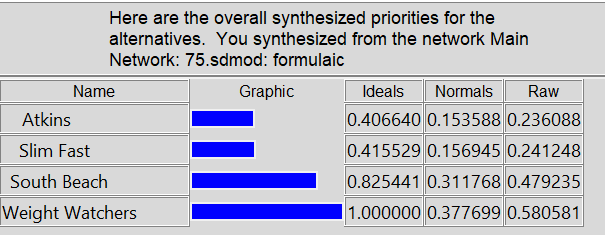 Here are the overall synthesized priorities for the
alternatives. You synthesized from the network Main
Network: 75.sdmod: formulaic
Name Graphic Ideals Normals Raw
Atkins 0.406640 0.153588 0.236088
Slim Fast 0.415529 0.156945 0.241248
South Beach 0.825441 0.311768 0.479235
Weight Watchers 1.000000 0.377699 0.580581